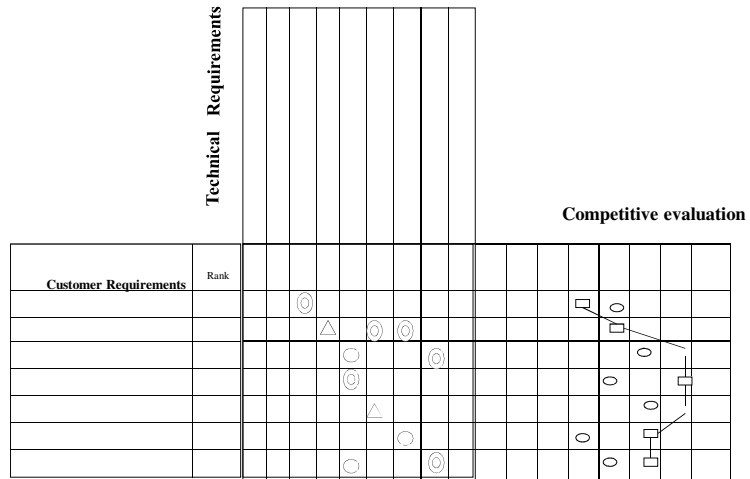 Technical Requirements
Competitive evaluation
Customer Requirements
Rank